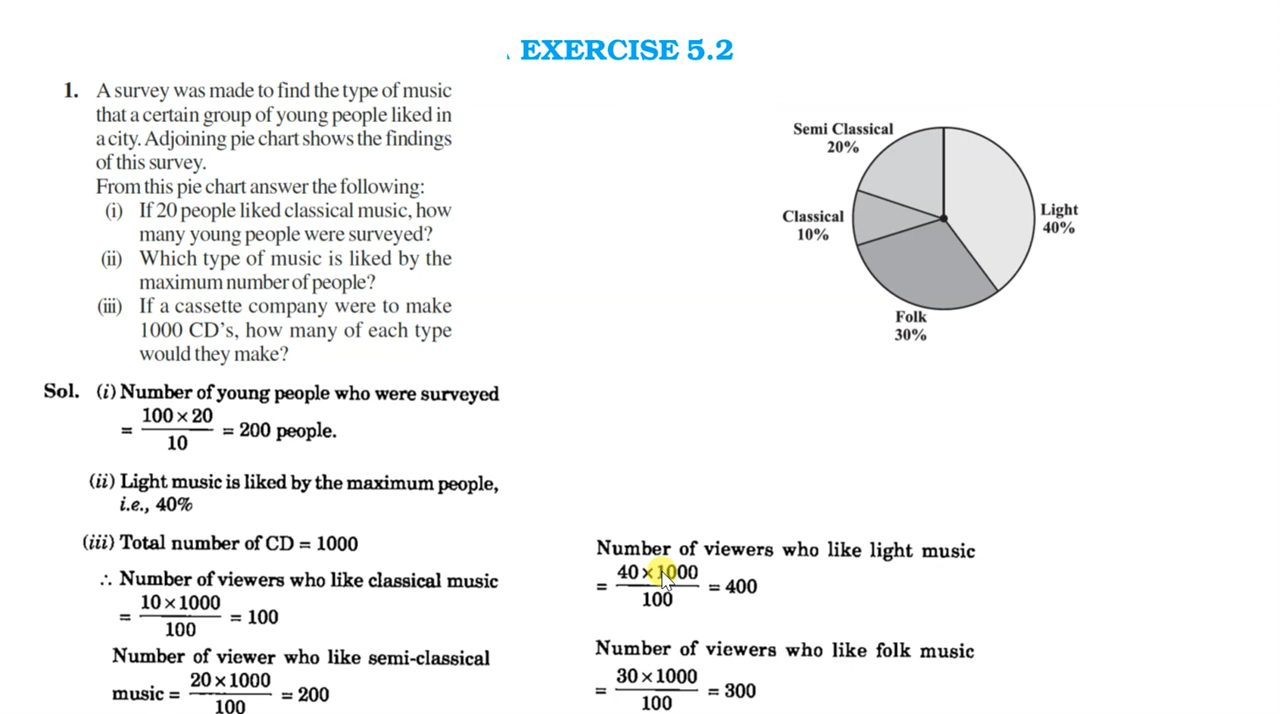 EXERCISE 5.2
1. A survey was made to find the type of music
that a certain group of young people liked in
a city. Adjoining pie chart shows the findings
of this survey.
From this pie chart answer the following:
(i) If 20 people liked classical music, how
many young people were surveyed?
(ii) Which type of music is liked by the
maximum number of people?
(iii) If a cassette company were to make
1000 CD's, how many of each type
would they make?
Semi Classical
20%
Classical
10%
Light
40%
Folk
30%
Sol. (i) Number of young people who were surveyed
= 100 × 20 / 10 = 200 people.
(ii) Light music is liked by the maximum people,
i.e., 40%
(iii) Total number of CD = 1000
∴ Number of viewers who like classical music
= 10 × 1000 / 100 = 100
Number of viewer who like semi-classical
music = 20 × 1000 / 100 = 200
Number of viewers who like light music
= 40 × 1000 / 100 = 400
Number of viewers who like folk music
= 30 × 1000 / 100 = 300